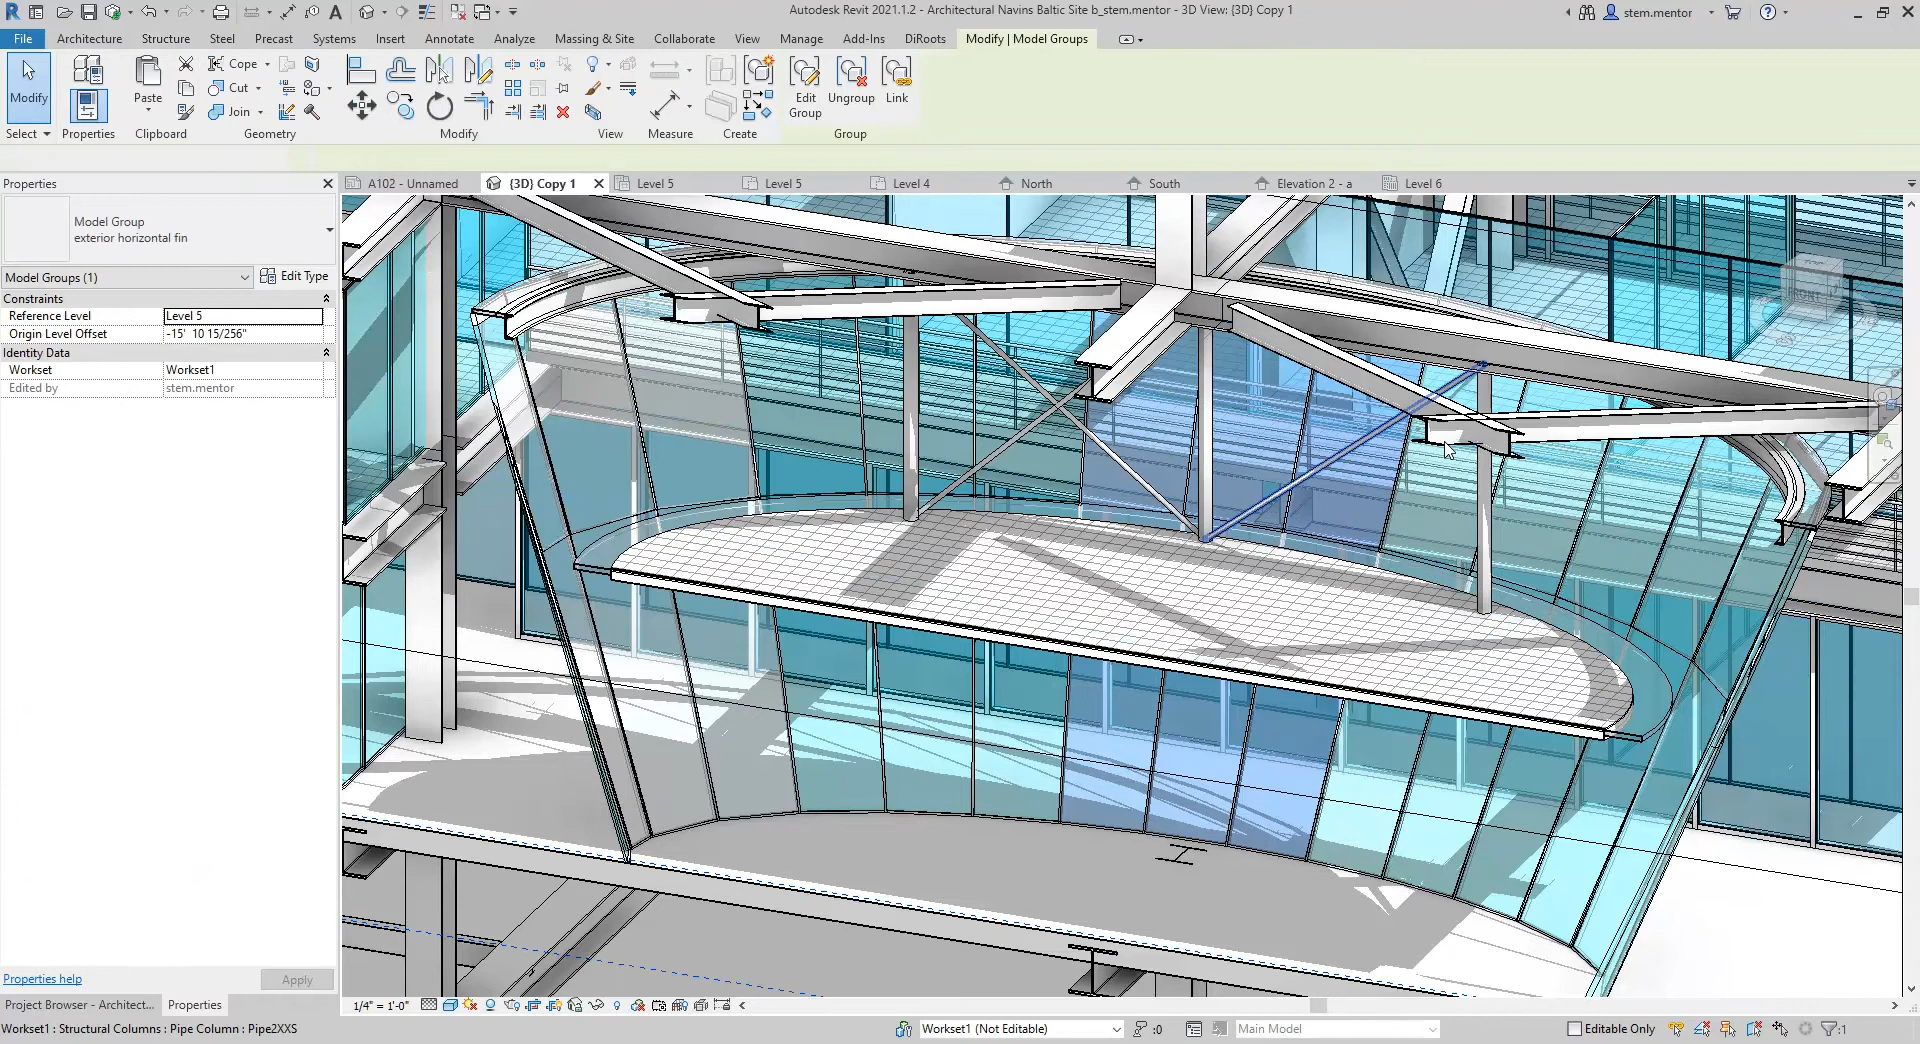 Autodesk Revit 2021.1.2 - Architectural Navins Baltic Site b_stem.mentor - 3D View: {3D} Copy 1
stem.mentor
File Architecture Structure Steel Precast Systems Insert Annotate Analyze Massing & Site Collaborate View Manage Add-Ins DiRoots Modify | Model Groups
Modify
Paste
Cope
Cut
Join
Edit Group
Ungroup
Link
Select Properties Clipboard Geometry Modify View Measure Create Group
Properties
A102 - Unnamed {3D} Copy 1 Level 5 Level 5 Level 4 North South Elevation 2 - a Level 6
Model Group
exterior horizontal fin
Model Groups (1) Edit Type
Constraints
Reference Level Level 5
Origin Level Offset -15' 10 15/256"
Identity Data
Workset Workset1
Edited by stem.mentor
FRONT
Properties help Apply
Project Browser - Architect... Properties
1/4" = 1'-0"
Workset1 : Structural Columns : Pipe Column : Pipe2XXS
Workset1 (Not Editable) :0 Main Model Editable Only :1